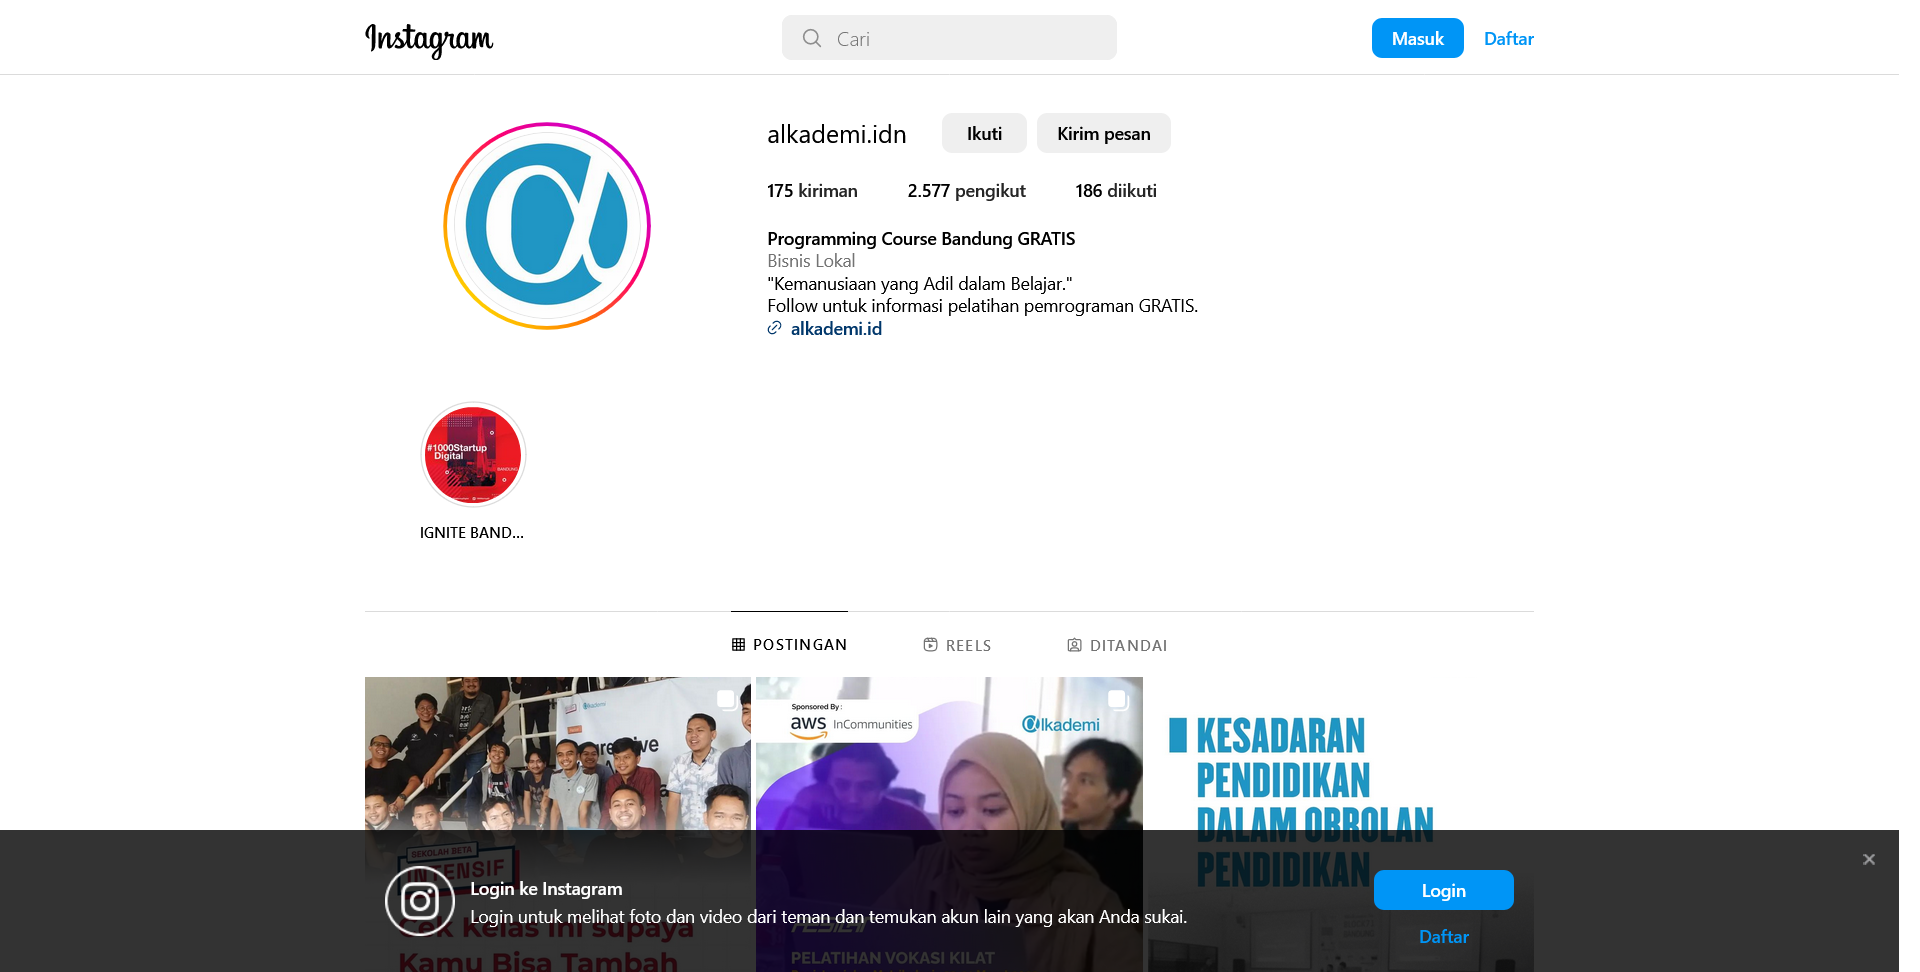 Instagram
Cari
Masuk
Daftar
alkademi.idn
Ikuti
Kirim pesan
175 kiriman
2.577 pengikut
186 diikuti
Programming Course Bandung GRATIS
Bisnis Lokal
"Kemanusiaan yang Adil dalam Belajar."
Follow untuk informasi pelatihan pemrograman GRATIS.
alkademi.id
#1000Startup
Digital
BANDUNG
IGNITE BAND...
POSTINGAN
REELS
DITANDAI
SEKOLAH BETA
INTENSIF
Cek Kelas Ini supaya
Kamu Bisa Tambah
Sponsored By :
aws InCommunities
alkademi
PELATIHAN VOKASI KILAT
KESADARAN
PENDIDIKAN
DALAM OBROLAN
PENDIDIKAN
Login ke Instagram
Login untuk melihat foto dan video dari teman dan temukan akun lain yang akan Anda sukai.
Login
Daftar